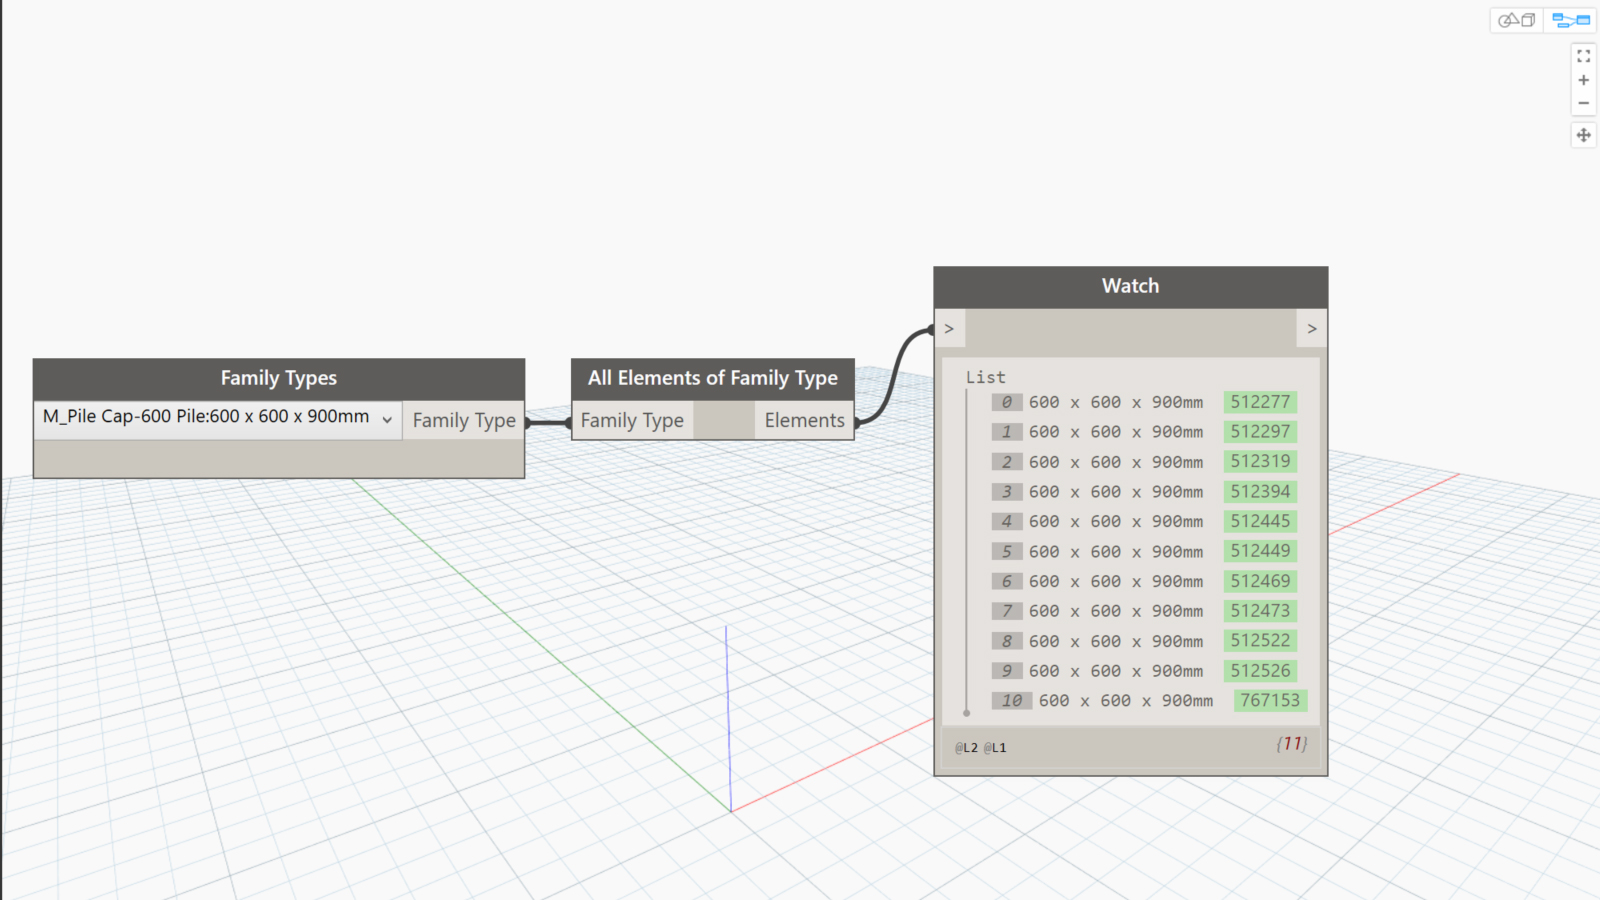 Family Types
M_Pile Cap-600 Pile:600 x 600 x 900mm
Family Type
All Elements of Family Type
Family Type
Elements
Watch
>
>
List
0 600 x 600 x 900mm 512277
1 600 x 600 x 900mm 512297
2 600 x 600 x 900mm 512319
3 600 x 600 x 900mm 512394
4 600 x 600 x 900mm 512445
5 600 x 600 x 900mm 512449
6 600 x 600 x 900mm 512469
7 600 x 600 x 900mm 512473
8 600 x 600 x 900mm 512522
9 600 x 600 x 900mm 512526
10 600 x 600 x 900mm 767153
@L2 @L1
{11}